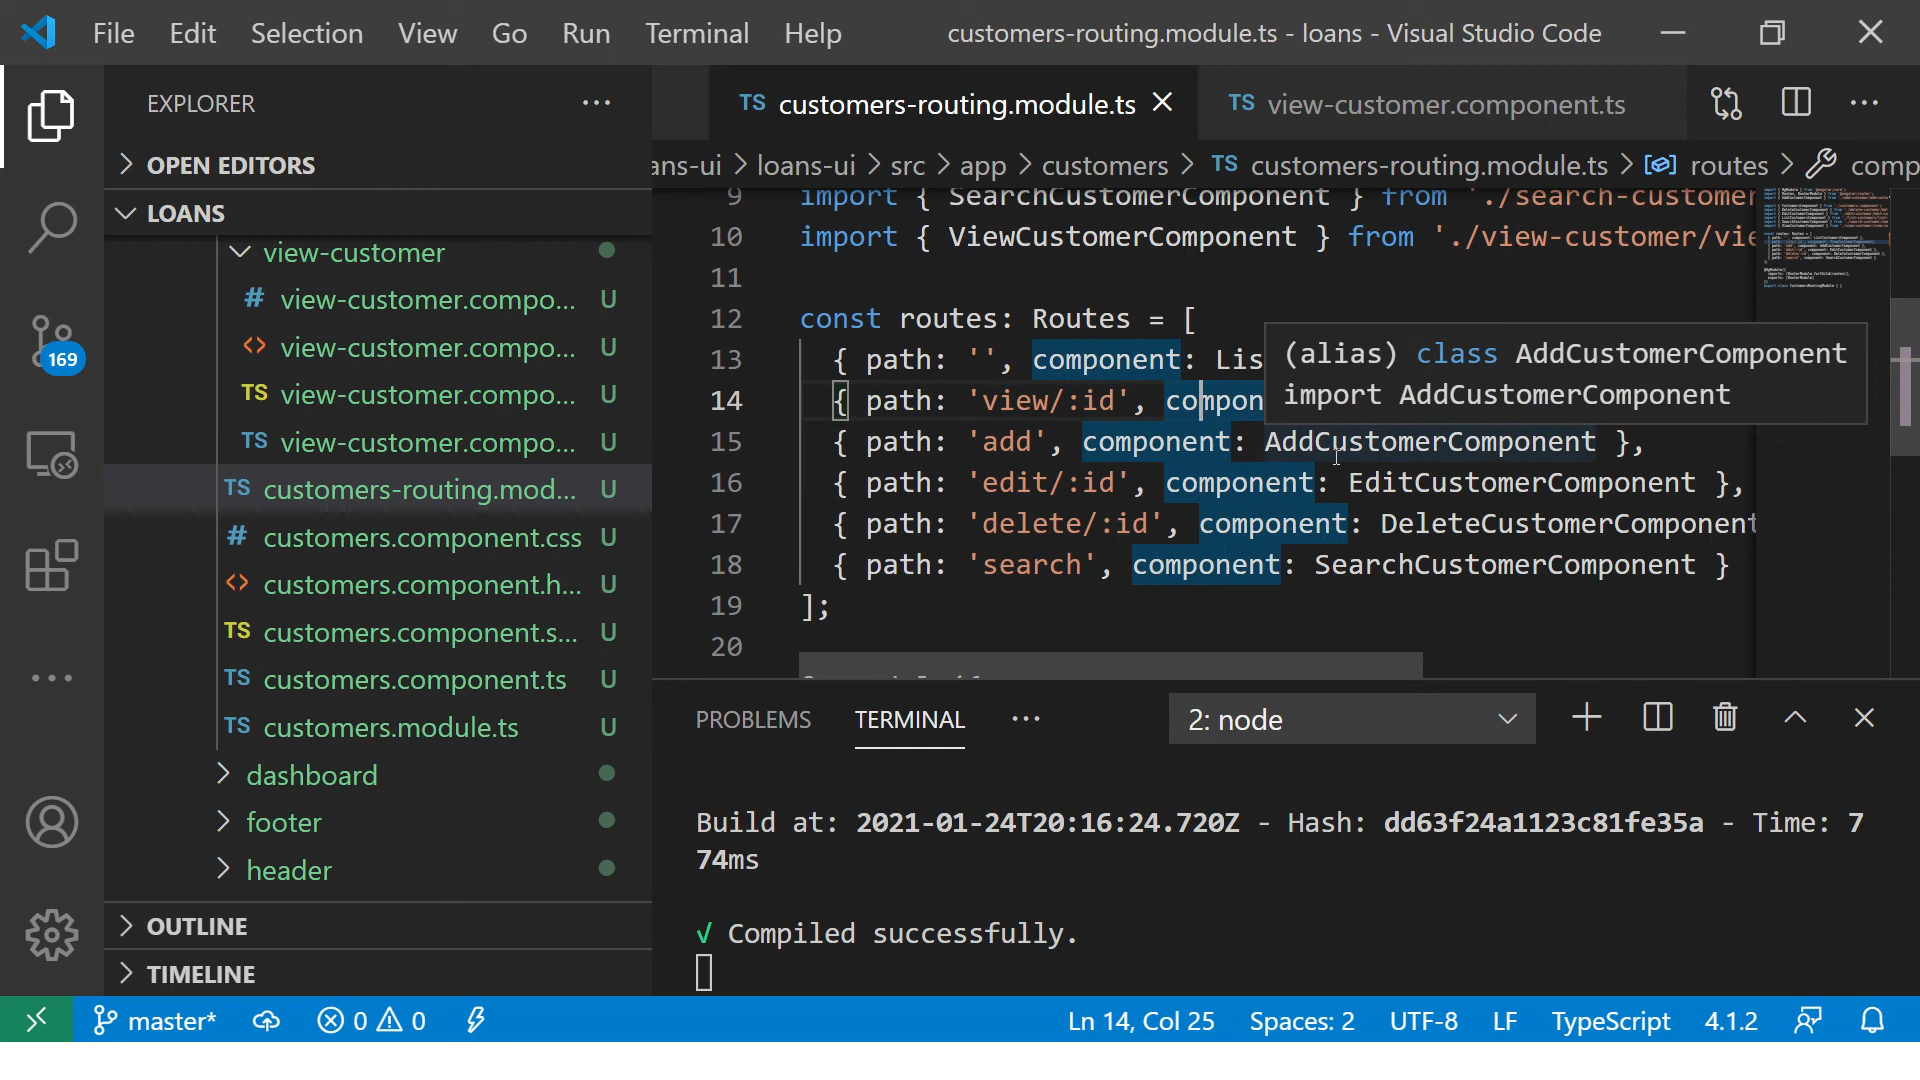 File Edit Selection View Go Run Terminal Help customers-routing.module.ts - loans - Visual Studio Code
EXPLORER
TS customers-routing.module.ts
TS view-customer.component.ts
OPEN EDITORS
ans-ui > loans-ui > src > app > customers > TS customers-routing.module.ts > routes > comp
LOANS
view-customer
# view-customer.compo... U
<> view-customer.compo... U
TS view-customer.compo... U
TS view-customer.compo... U
TS customers-routing.mod... U
# customers.component.css U
<> customers.component.h... U
TS customers.component.s... U
TS customers.component.ts U
TS customers.module.ts U
> dashboard
> footer
> header
> OUTLINE
> TIMELINE
169
9 import { SearchCustomerComponent } from './search-customer
10 import { ViewCustomerComponent } from './view-customer/vie
11
12 const routes: Routes = [
13 { path: '', component: Lis
14 { path: 'view/:id', compon
15 { path: 'add', component: AddCustomerComponent },
16 { path: 'edit/:id', component: EditCustomerComponent },
17 { path: 'delete/:id', component: DeleteCustomerComponent
18 { path: 'search', component: SearchCustomerComponent }
19 ];
20
(alias) class AddCustomerComponent
import AddCustomerComponent
PROBLEMS TERMINAL ... 2: node
Build at: 2021-01-24T20:16:24.720Z - Hash: dd63f24a1123c81fe35a - Time: 7
74ms
√ Compiled successfully.
master* 0 0 Ln 14, Col 25 Spaces: 2 UTF-8 LF TypeScript 4.1.2